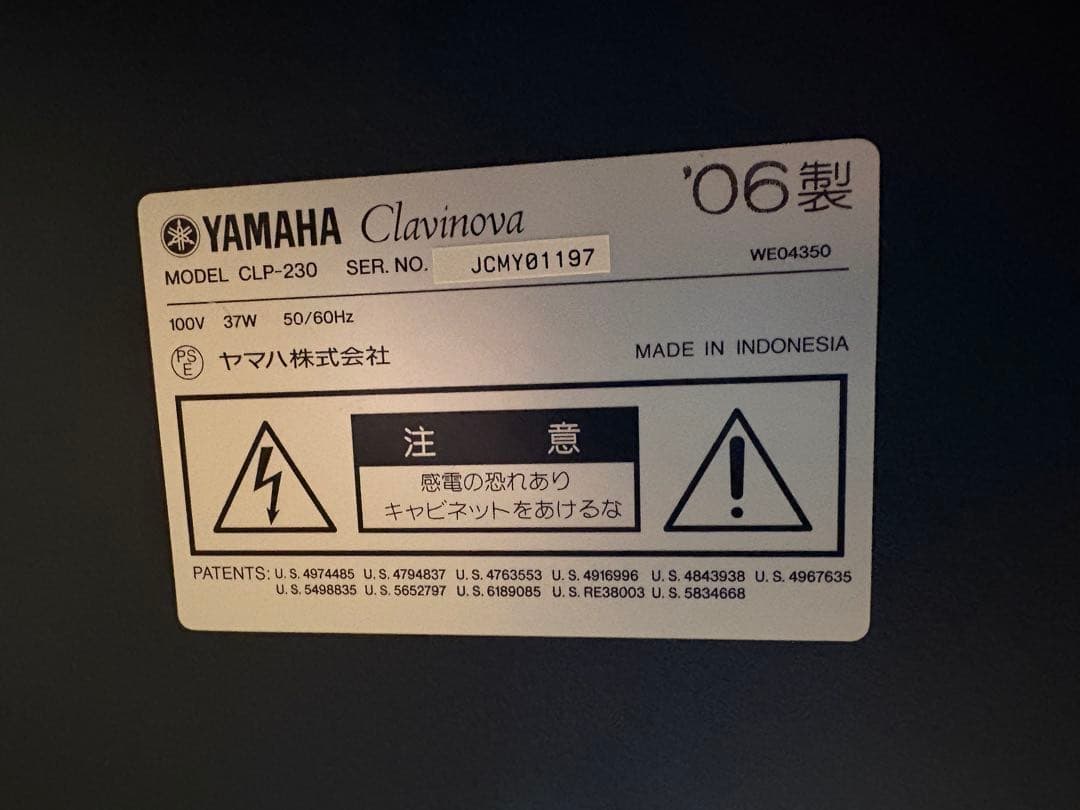 '06製
YAMAHA Clavinova
MODEL CLP-230 SER. NO. JCMY01197 WE04350
100V 37W 50/60Hz
PSE ヤマハ株式会社 MADE IN INDONESIA
注意
感電の恐れあり
キャビネットをあけるな
PATENTS: U.S.4974485 U.S.4794837 U.S.4763553 U.S.4916996 U.S.4843938 U.S.4967635
U.S.5498835 U.S.5652797 U.S.6189085 U.S.RE38003 U.S.5834668